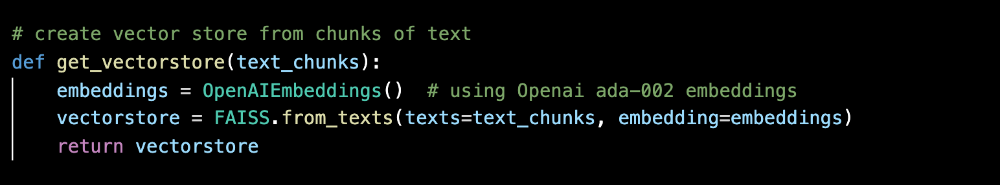 # create vector store from chunks of text
def get_vectorstore(text_chunks):
    embeddings = OpenAIEmbeddings()  # using Openai ada-002 embeddings
    vectorstore = FAISS.from_texts(texts=text_chunks, embedding=embeddings)
    return vectorstore